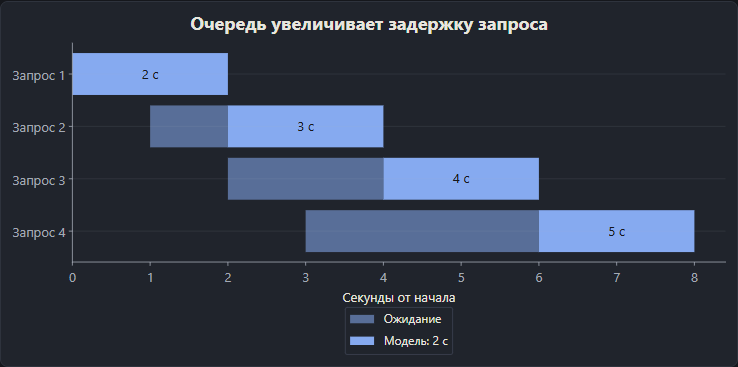 Очередь увеличивает задержку запроса
Запрос 1
2 с
Запрос 2
3 с
Запрос 3
4 с
Запрос 4
5 с
0 1 2 3 4 5 6 7 8
Секунды от начала
Ожидание
Модель: 2 с